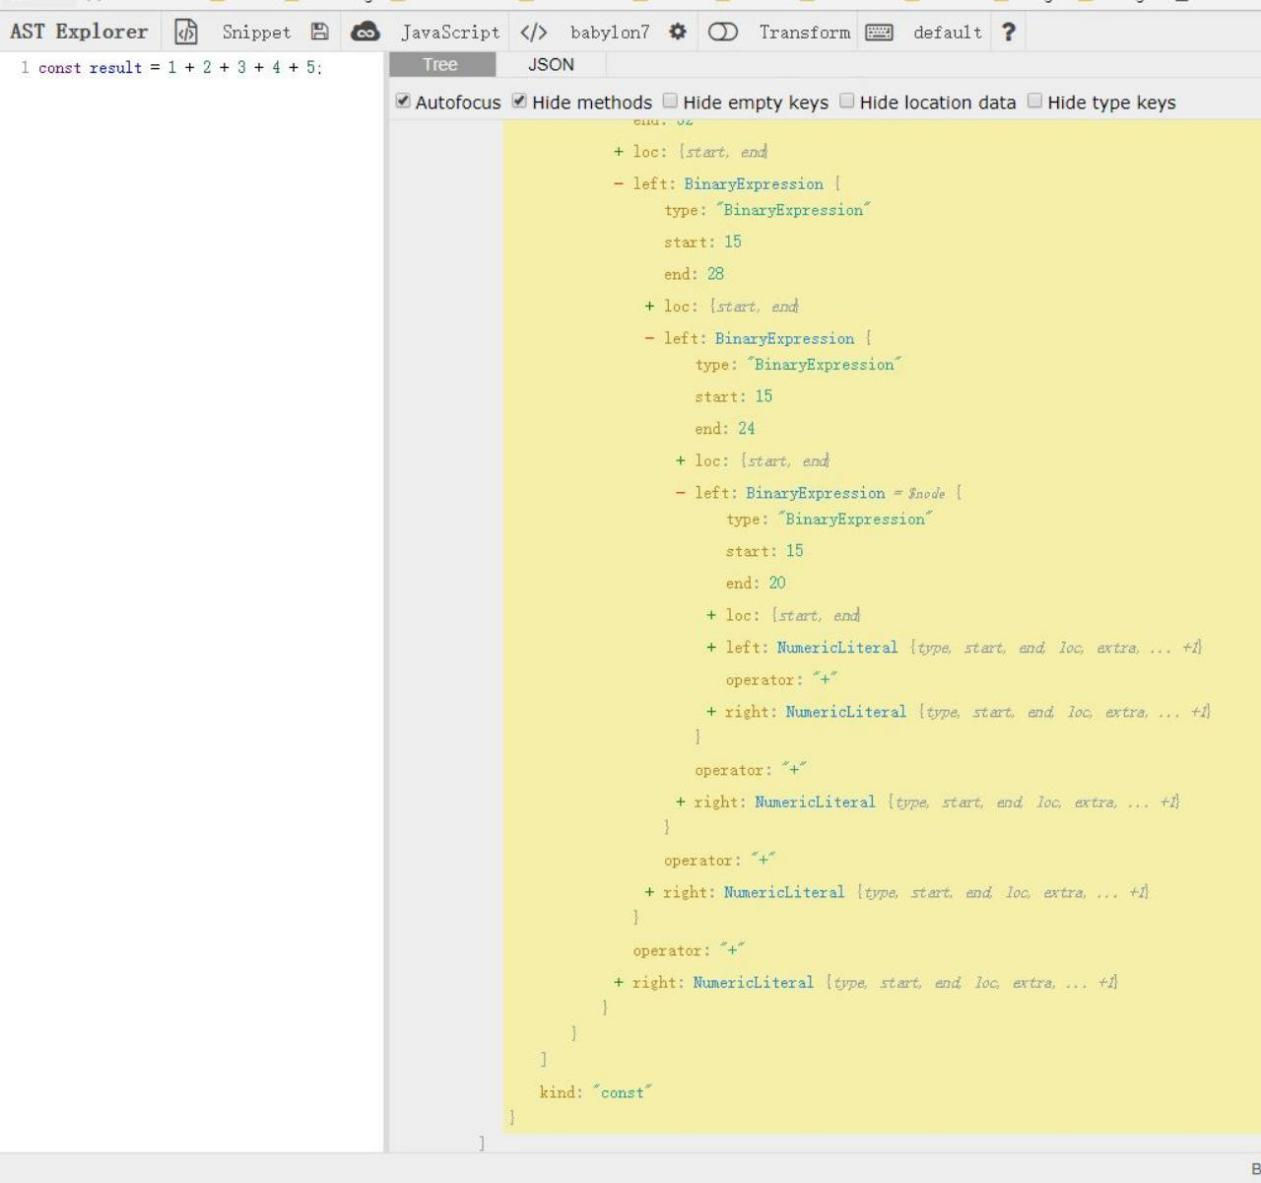 AST Explorer Snippet JavaScript </> babylon7 Transform default ?
1 const result = 1 + 2 + 3 + 4 + 5;
Tree JSON
Autofocus Hide methods Hide empty keys Hide location data Hide type keys
end: 32
+ loc: {start, end}
- left: BinaryExpression {
type: "BinaryExpression"
start: 15
end: 28
+ loc: {start, end}
- left: BinaryExpression {
type: "BinaryExpression"
start: 15
end: 24
+ loc: {start, end}
- left: BinaryExpression = $node {
type: "BinaryExpression"
start: 15
end: 20
+ loc: {start, end}
+ left: NumericLiteral {type, start, end, loc, extra, ... +1}
operator: "+"
+ right: NumericLiteral {type, start, end, loc, extra, ... +1}
}
operator: "+"
+ right: NumericLiteral {type, start, end, loc, extra, ... +1}
}
operator: "+"
+ right: NumericLiteral {type, start, end, loc, extra, ... +1}
}
operator: "+"
+ right: NumericLiteral {type, start, end, loc, extra, ... +1}
}
}
]
kind: "const"
}
]
B